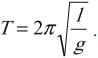 T = 2π√(l/g) .